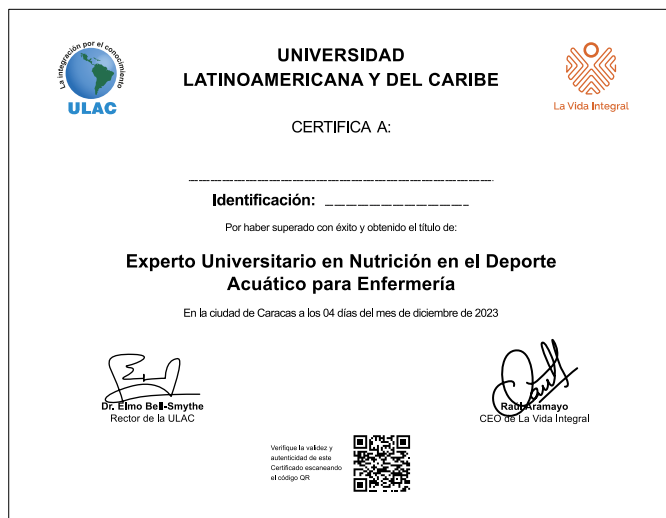 La integración por el conocimiento
ULAC
UNIVERSIDAD
LATINOAMERICANA Y DEL CARIBE
La Vida Integral
CERTIFICA A:
Identificación:
Por haber superado con éxito y obtenido el título de:
Experto Universitario en Nutrición en el Deporte
Acuático para Enfermería
En la ciudad de Caracas a los 04 días del mes de diciembre de 2023
Dr. Elmo Bell-Smythe
Rector de la ULAC
Raúl Aramayo
CEO de La Vida Integral
Verifique la validez y
autenticidad de este
Certificado escaneando
el código QR